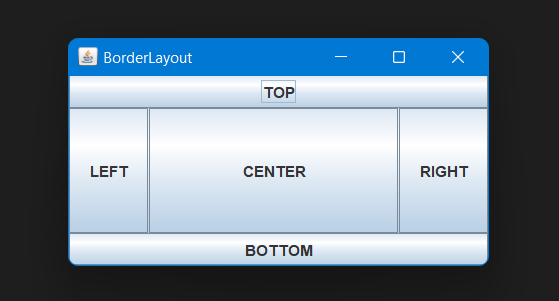 BorderLayout
TOP
LEFT CENTER RIGHT
BOTTOM